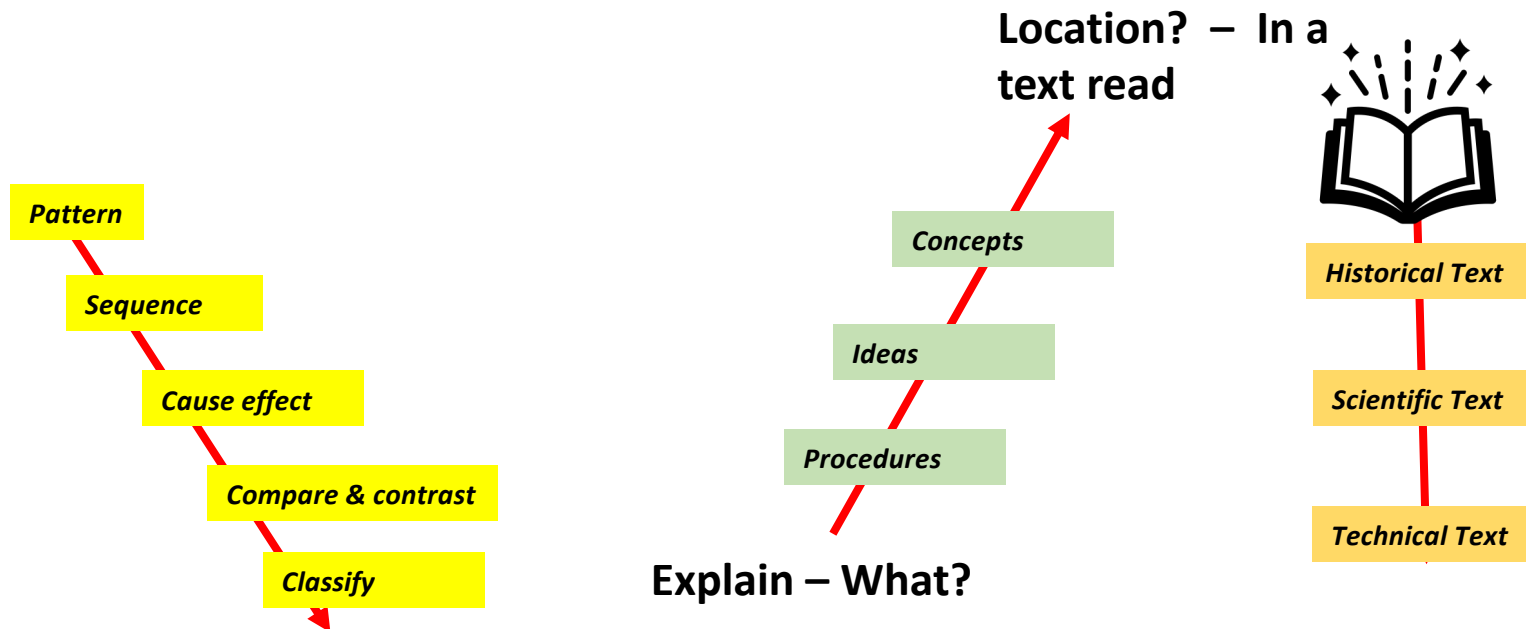 Location? – In a
text read
Pattern
Sequence
Cause effect
Compare & contrast
Classify
Concepts
Ideas
Procedures
Explain – What?
Historical Text
Scientific Text
Technical Text